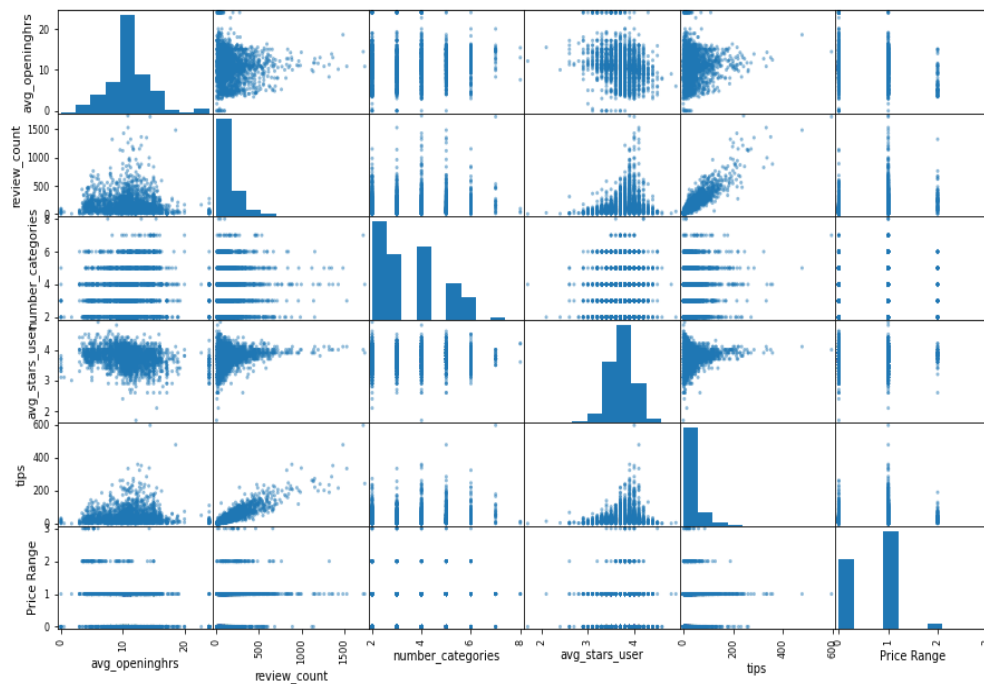 avg_openinghrs
20
10
0
review_count
1500
1000
500
0
number_categories
8
6
4
2
avg_stars_user
4
3
2
tips
600
400
200
0
Price Range
3
2
1
0
0 10 20 0 500 1000 1500 2 4 6 8 2 3 4 0 200 400 600 0 1 2 3
avg_openinghrs review_count number_categories avg_stars_user tips Price Range